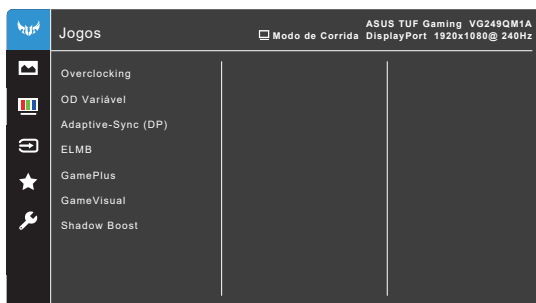 Jogos
ASUS TUF Gaming VG249QM1A
Modo de Corrida DisplayPort 1920x1080@ 240Hz
Overclocking
OD Variável
Adaptive-Sync (DP)
ELMB
GamePlus
GameVisual
Shadow Boost